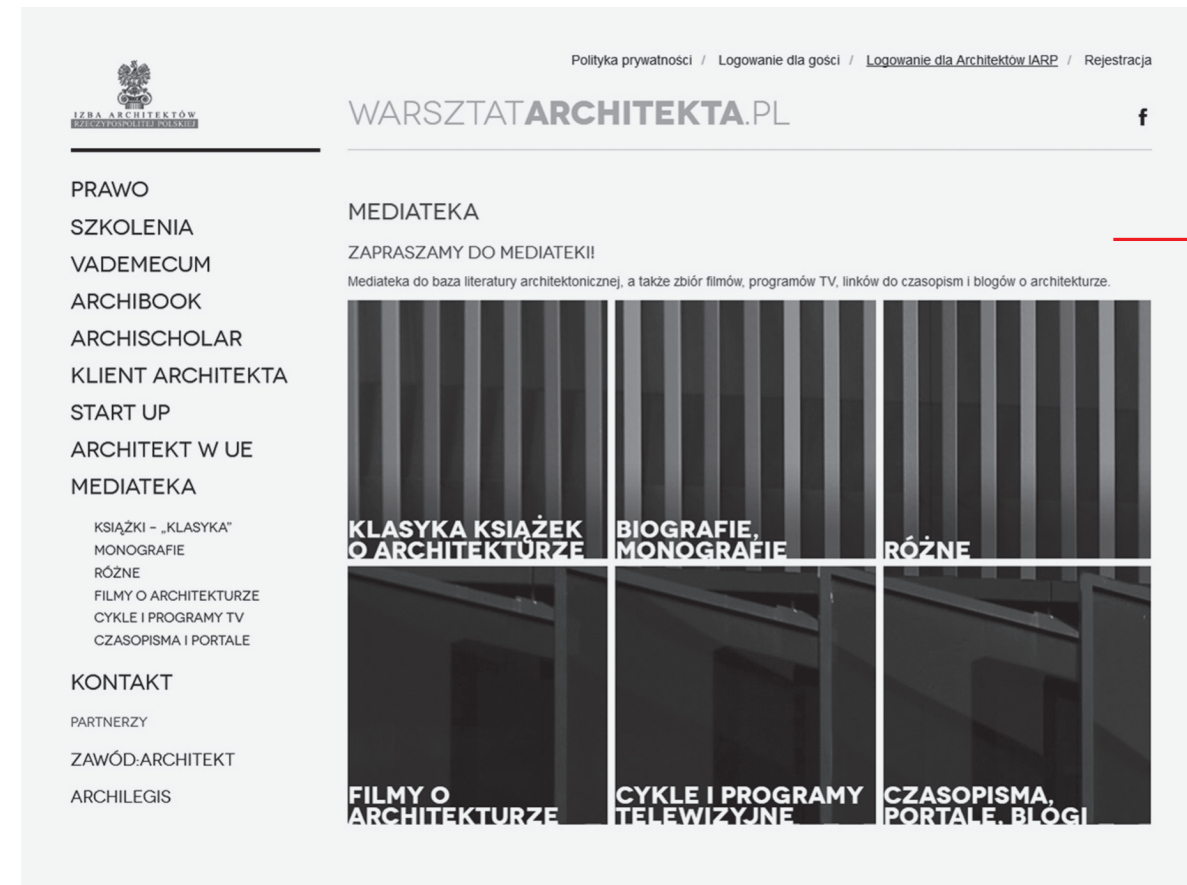 Polityka prywatności / Logowanie dla gości / Logowanie dla Architektów IARP / Rejestracja
IZBA ARCHITEKTÓW
RZECZYPOSPOLITEJ POLSKIEJ
WARSZTATARCHITEKTA.PL
f
PRAWO
SZKOLENIA
VADEMECUM
ARCHIBOOK
ARCHISCHOLAR
KLIENT ARCHITEKTA
START UP
ARCHITEKT W UE
MEDIATEKA
KSIĄŻKI – „KLASYKA”
MONOGRAFIE
RÓŻNE
FILMY O ARCHITEKTURZE
CYKLE I PROGRAMY TV
CZASOPISMA I PORTALE
KONTAKT
PARTNERZY
ZAWÓD:ARCHITEKT
ARCHILEGIS
MEDIATEKA
ZAPRASZAMY DO MEDIATEKI!
Mediateka do baza literatury architektonicznej, a także zbiór filmów, programów TV, linków do czasopism i blogów o architekturze.
KLASYKA KSIĄŻEK
O ARCHITEKTURZE
BIOGRAFIE,
MONOGRAFIE
RÓŻNE
FILMY O
ARCHITEKTURZE
CYKLE I PROGRAMY
TELEWIZYJNE
CZASOPISMA,
PORTALE, BLOGI